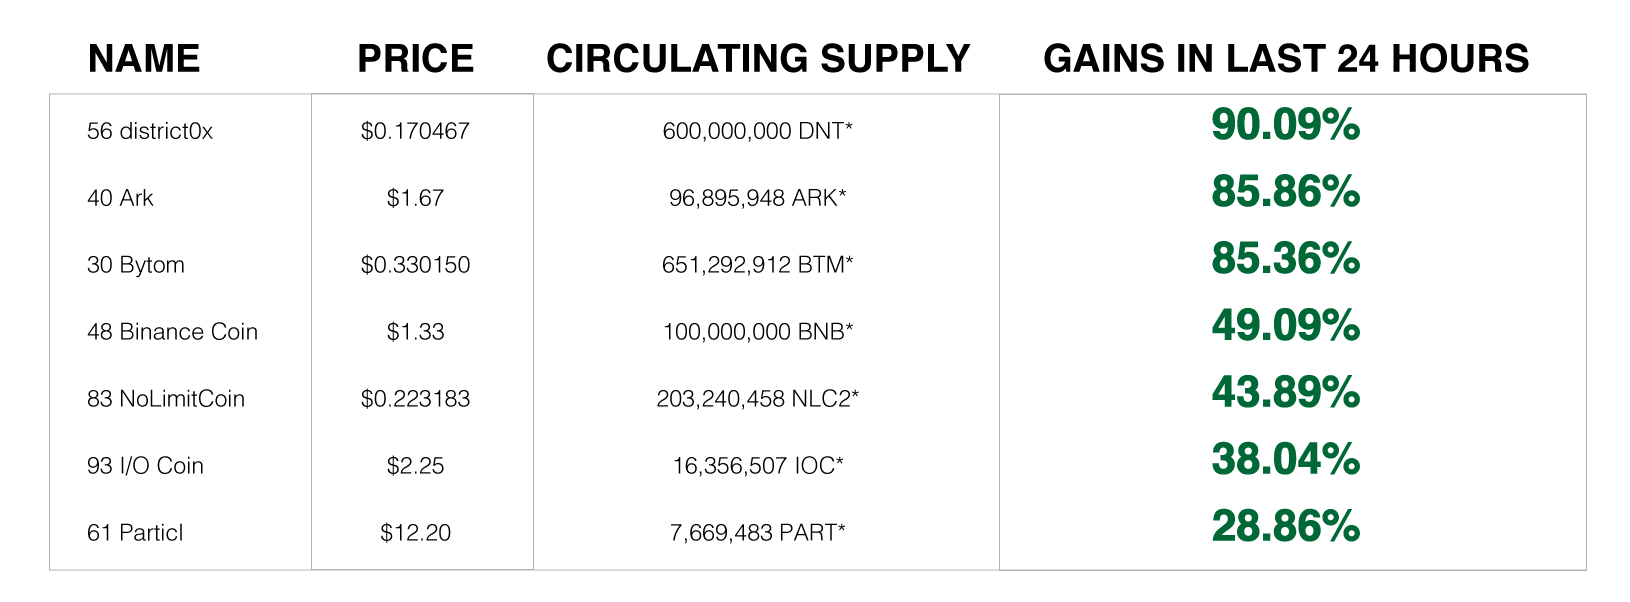 NAME PRICE CIRCULATING SUPPLY GAINS IN LAST 24 HOURS
56 district0x $0.170467 600,000,000 DNT* 90.09%
40 Ark $1.67 96,895,948 ARK* 85.86%
30 Bytom $0.330150 651,292,912 BTM* 85.36%
48 Binance Coin $1.33 100,000,000 BNB* 49.09%
83 NoLimitCoin $0.223183 203,240,458 NLC2* 43.89%
93 I/O Coin $2.25 16,356,507 IOC* 38.04%
61 Particl $12.20 7,669,483 PART* 28.86%